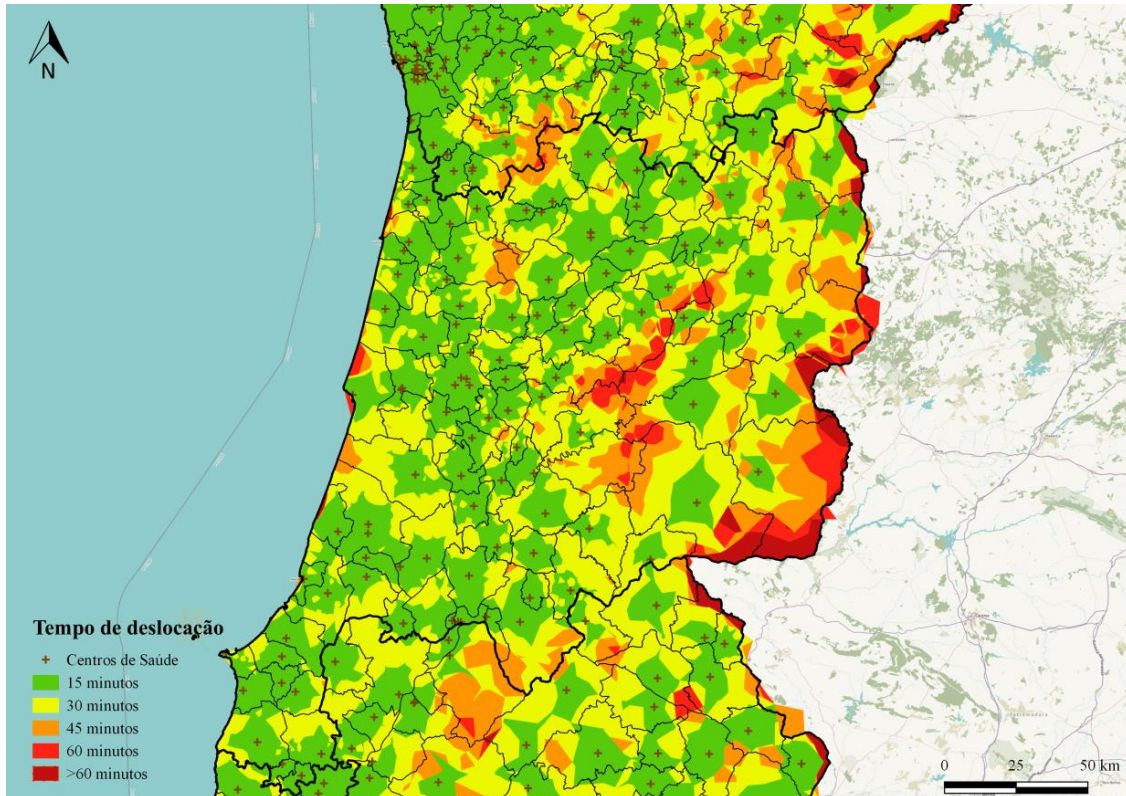 N
Tempo de deslocação
Centros de Saúde
15 minutos
30 minutos
45 minutos
60 minutos
>60 minutos
0 25 50 km